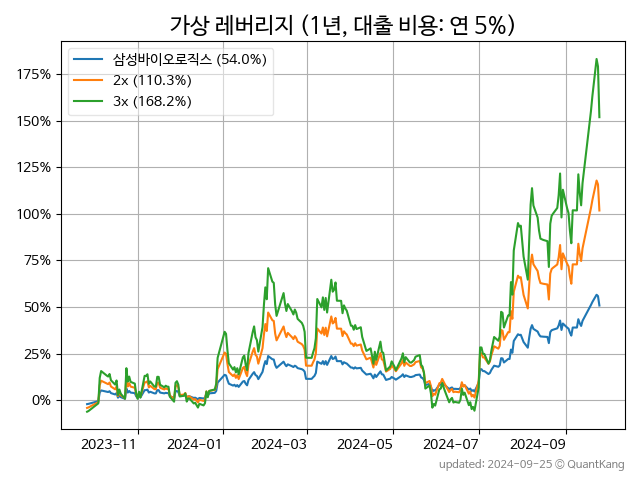 가상 레버리지 (1년, 대출 비용: 연 5%)
삼성바이오로직스 (54.0%)
2x (110.3%)
3x (168.2%)
175%
150%
125%
100%
75%
50%
25%
0%
2023-11 2024-01 2024-03 2024-05 2024-07 2024-09
updated: 2024-09-25 © QuantKang